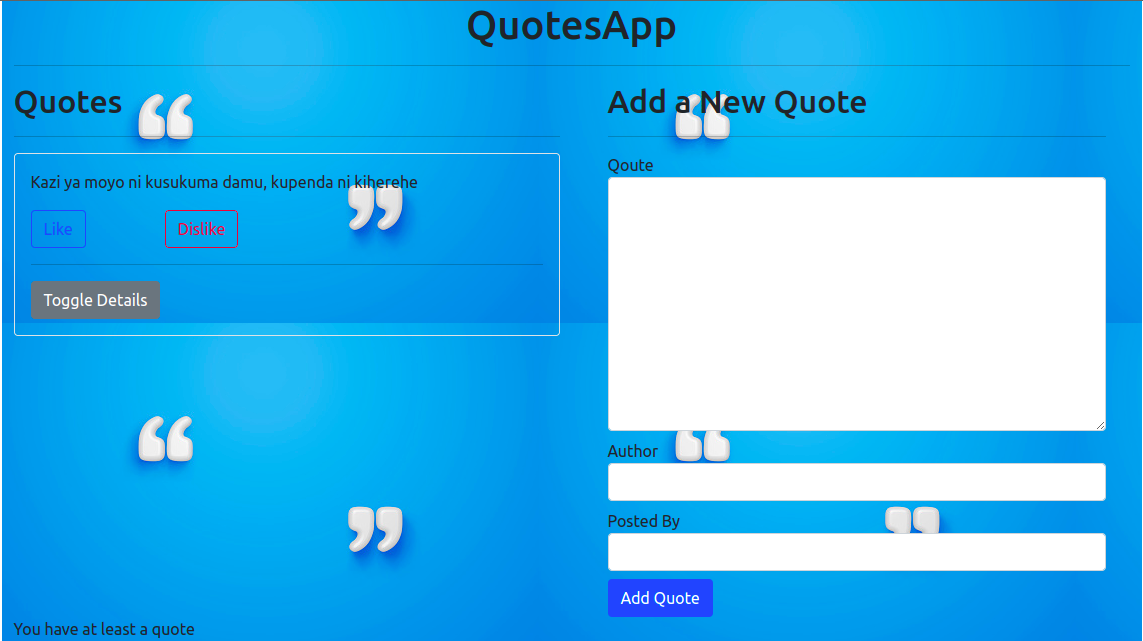 QuotesApp
Quotes
Kazi ya moyo ni kusukuma damu, kupenda ni kiherehe
Like
Dislike
Toggle Details
You have at least a quote
Add a New Quote
Qoute
Author
Posted By
Add Quote